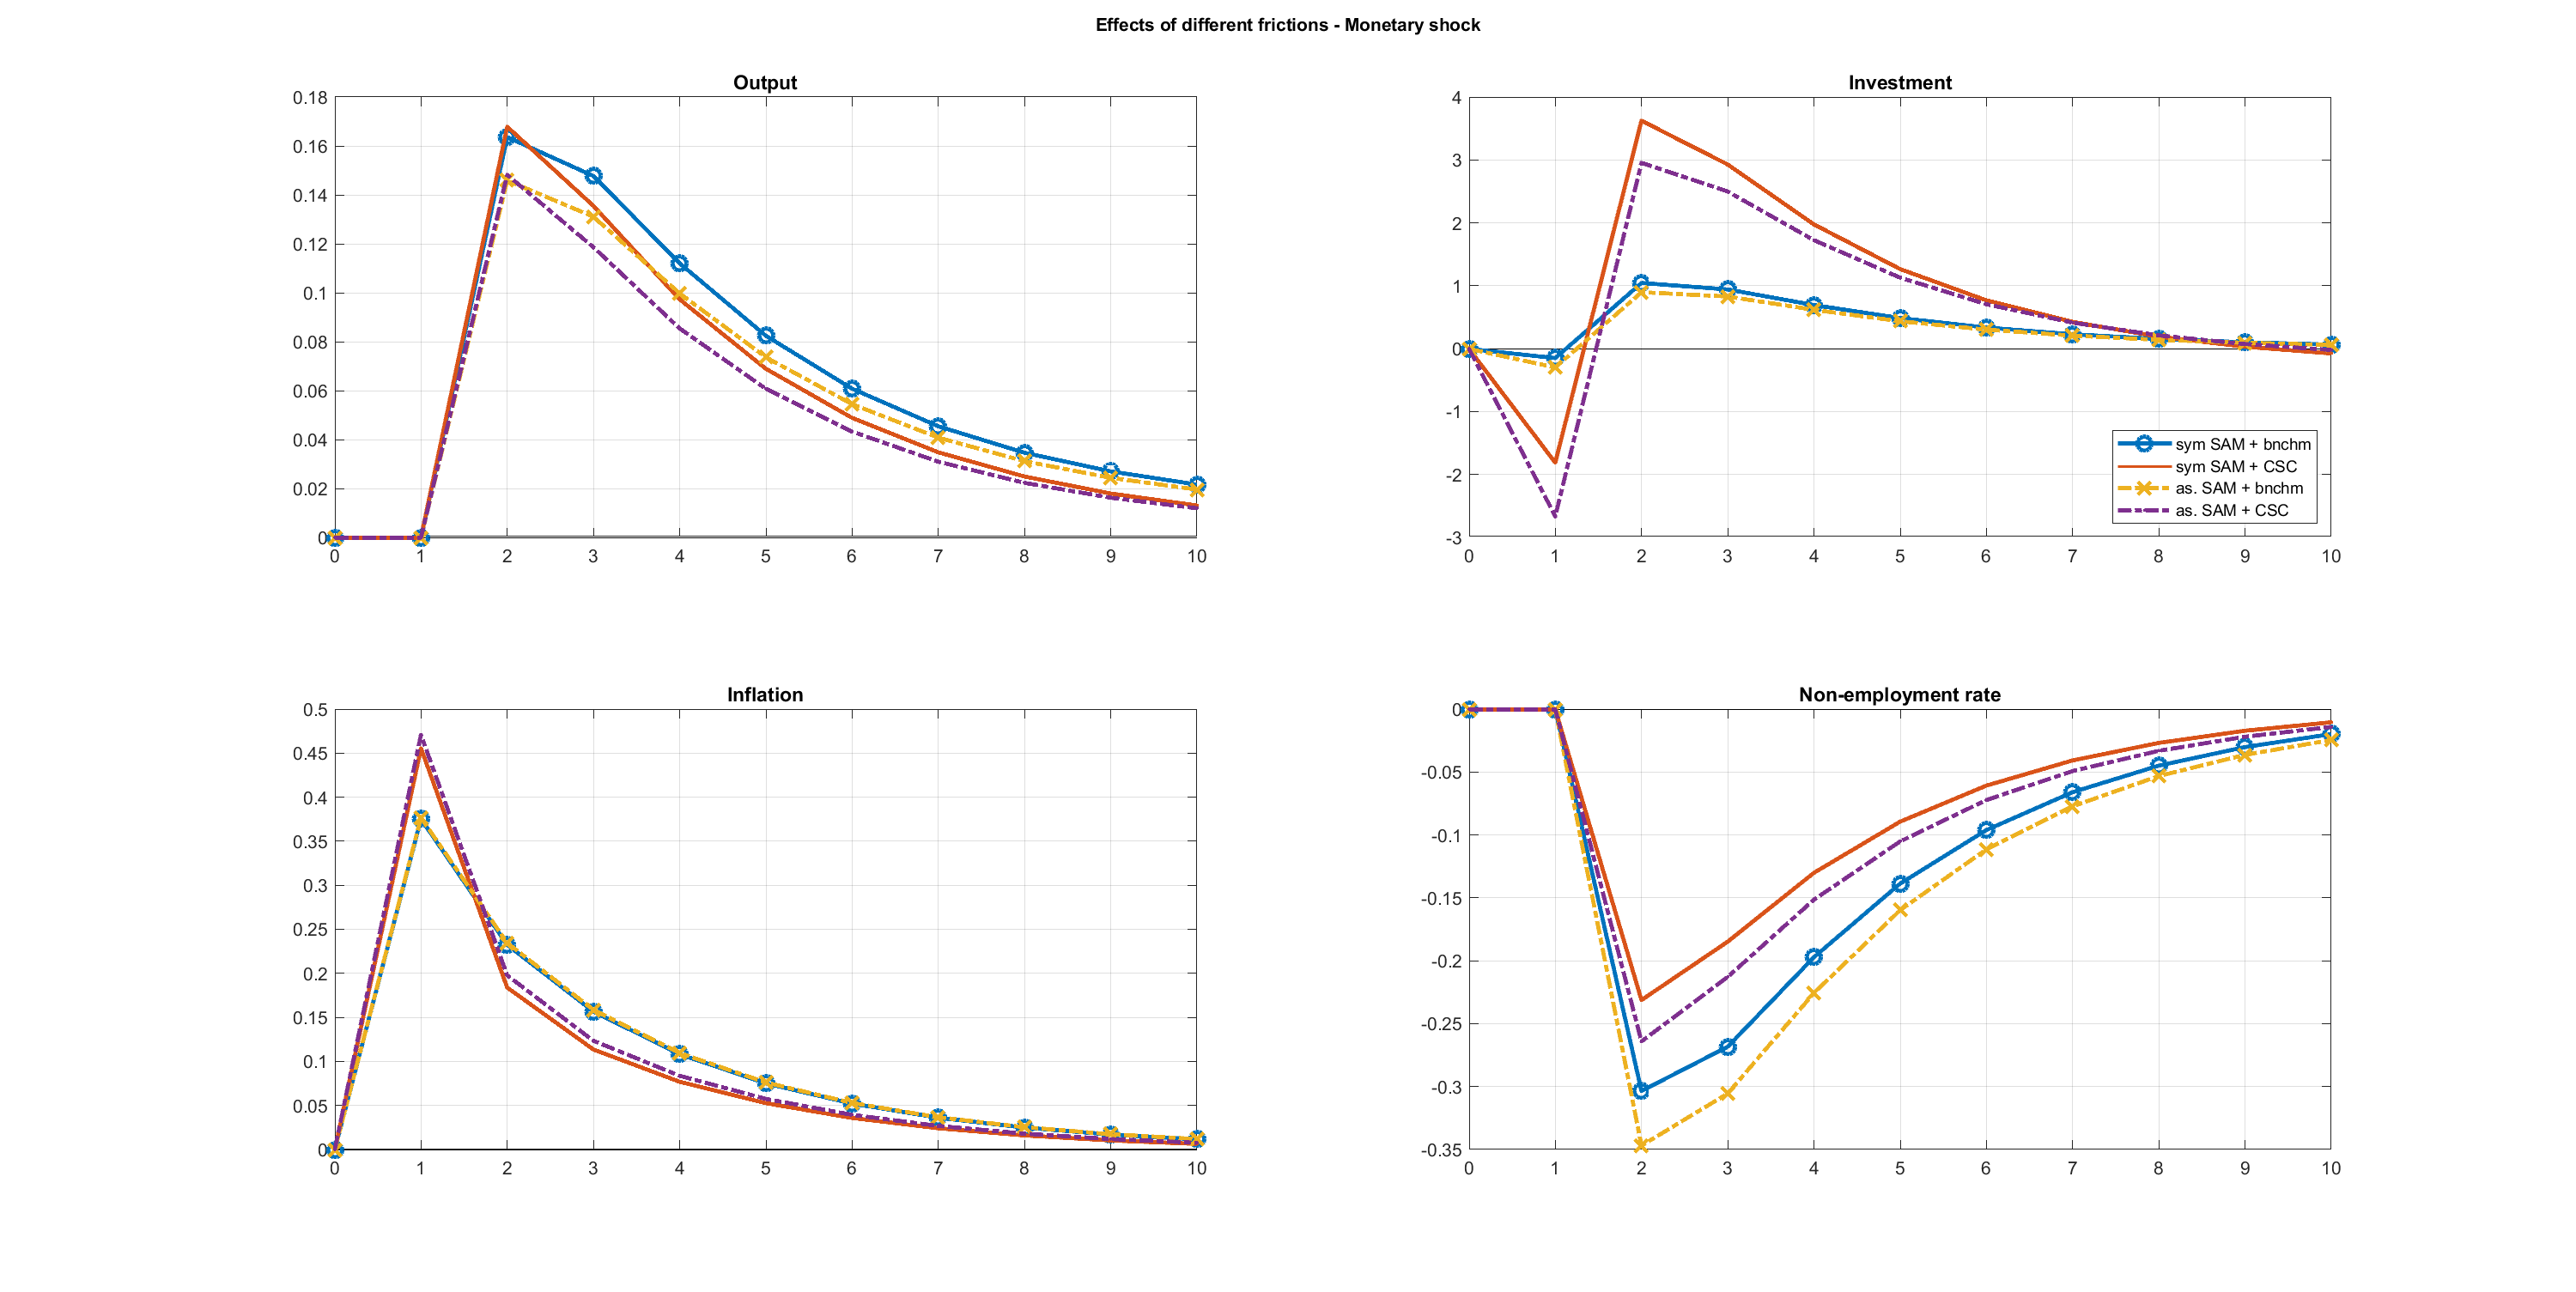 Effects of different frictions - Monetary shock
Output
0.18
0.16
0.14
0.12
0.1
0.08
0.06
0.04
0.02
0
0 1 2 3 4 5 6 7 8 9 10
Investment
4
3
2
1
0
-1
-2
-3
0 1 2 3 4 5 6 7 8 9 10
sym SAM + bnchm
sym SAM + CSC
as. SAM + bnchm
as. SAM + CSC
Inflation
0.5
0.45
0.4
0.35
0.3
0.25
0.2
0.15
0.1
0.05
0
0 1 2 3 4 5 6 7 8 9 10
Non-employment rate
0
-0.05
-0.1
-0.15
-0.2
-0.25
-0.3
-0.35
0 1 2 3 4 5 6 7 8 9 10